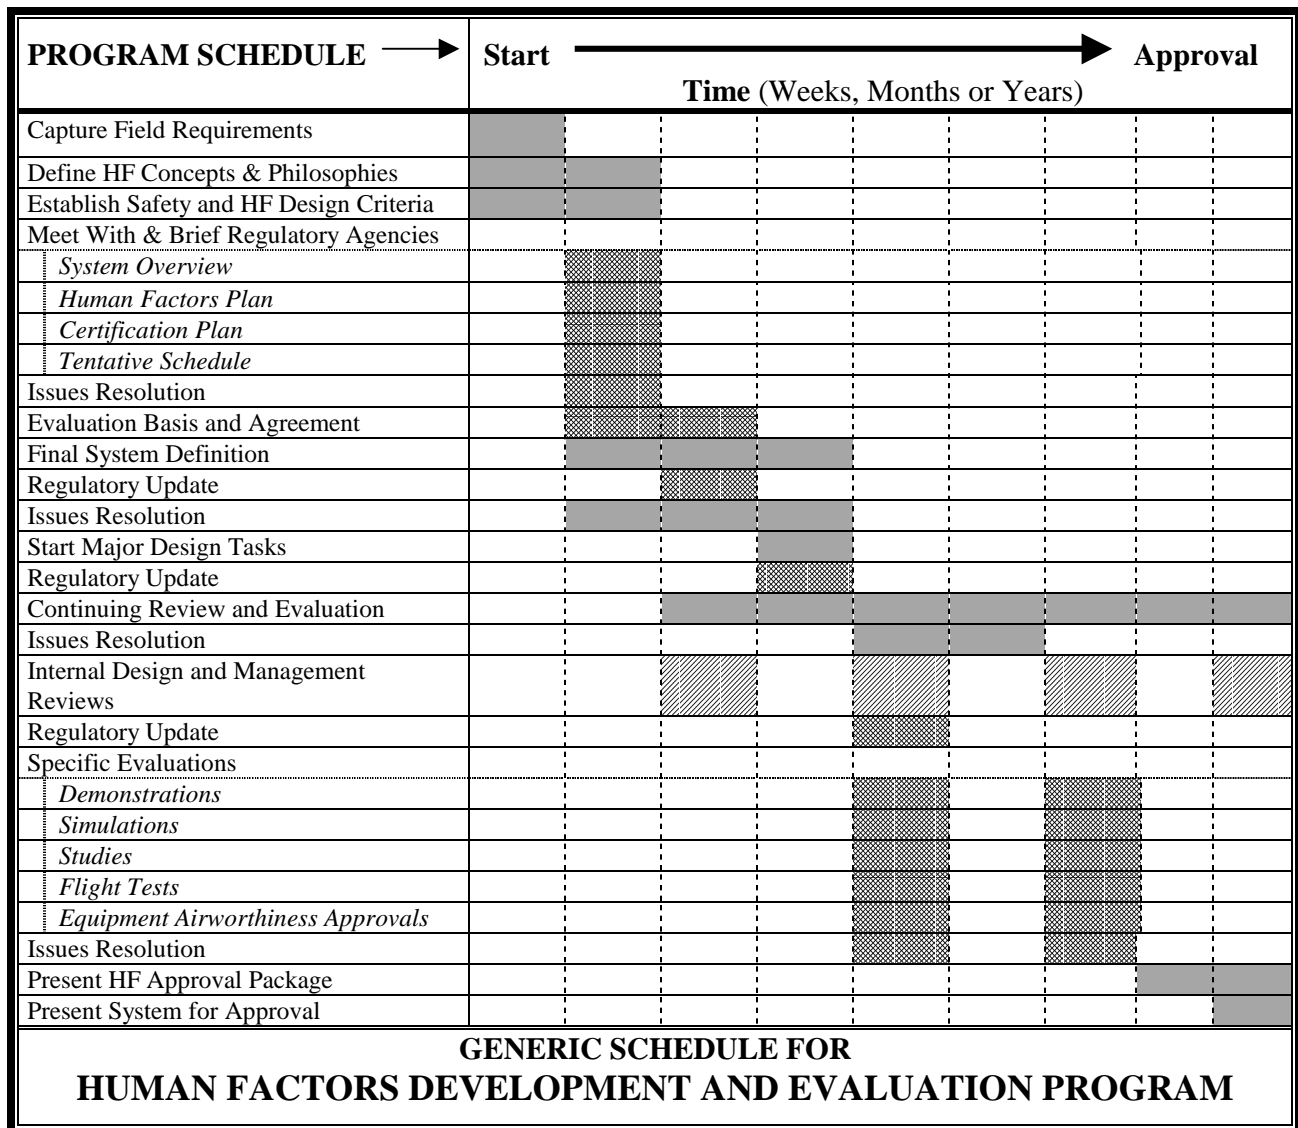 PROGRAM SCHEDULE
Start
Approval
Time (Weeks, Months or Years)
Capture Field Requirements
Define HF Concepts & Philosophies
Establish Safety and HF Design Criteria
Meet With & Brief Regulatory Agencies
System Overview
Human Factors Plan
Certification Plan
Tentative Schedule
Issues Resolution
Evaluation Basis and Agreement
Final System Definition
Regulatory Update
Issues Resolution
Start Major Design Tasks
Regulatory Update
Continuing Review and Evaluation
Issues Resolution
Internal Design and Management
Reviews
Regulatory Update
Specific Evaluations
Demonstrations
Simulations
Studies
Flight Tests
Equipment Airworthiness Approvals
Issues Resolution
Present HF Approval Package
Present System for Approval
GENERIC SCHEDULE FOR
HUMAN FACTORS DEVELOPMENT AND EVALUATION PROGRAM